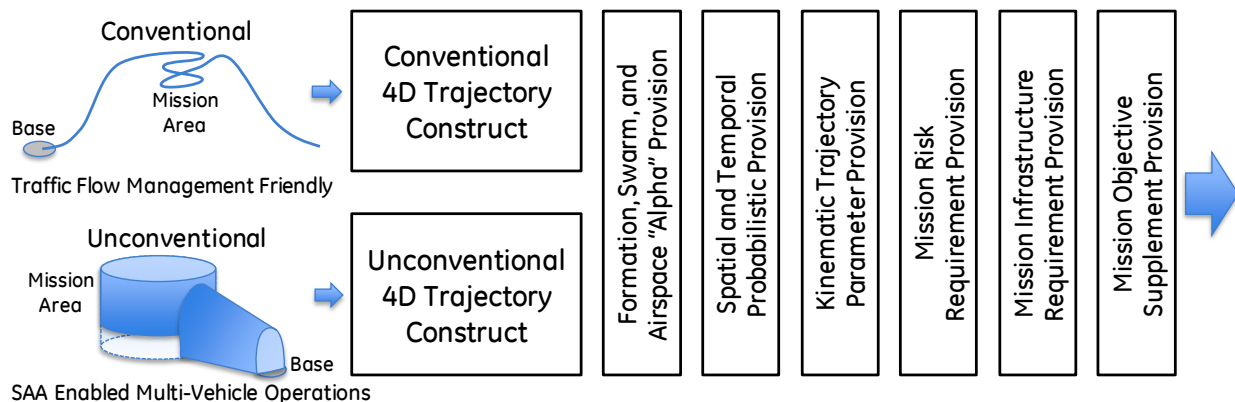 Conventional
Mission
Area
Base
Traffic Flow Management Friendly
Conventional
4D Trajectory
Construct
Unconventional
Mission
Area
Base
SAA Enabled Multi-Vehicle Operations
Unconventional
4D Trajectory
Construct
Formation, Swarm, and
Airspace “Alpha” Provision
Spatial and Temporal
Probabilistic Provision
Kinematic Trajectory
Parameter Provision
Mission Risk
Requirement Provision
Mission Infrastructure
Requirement Provision
Mission Objective
Supplement Provision